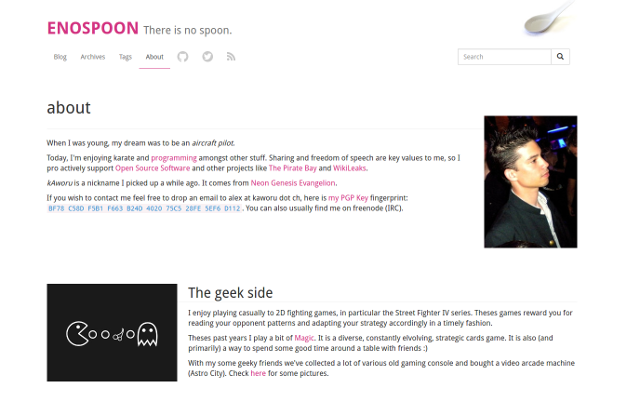 ENOSPOON There is no spoon.
Blog Archives Tags About Search
about
When I was young, my dream was to be an aircraft pilot.
Today, I'm enjoying karate and programming amongst other stuff. Sharing and freedom of speech are key values to me, so I
pro actively support Open Source Software and other projects like The Pirate Bay and WikiLeaks.
kAworu is a nickname I picked up a while ago. It comes from Neon Genesis Evangelion.
If you wish to contact me feel free to drop an email to alex at kaworu dot ch, here is my PGP Key fingerprint:
BF78 C58D F5B1 F663 B24D 4020 75C5 28FE 5EF6 D112 . You can also usually find me on freenode (IRC).
The geek side
I enjoy playing casually to 2D fighting games, in particular the Street Fighter IV series. Theses games reward you for
reading your opponent patterns and adapting your strategy accordingly in a timely fashion.
Theses past years I play a bit of Magic. It is a diverse, constantly evolving, strategic cards game. It is also (and
primarily) a way to spend some good time around a table with friends :)
With my some geeky friends we've collected a lot of various old gaming console and bought a video arcade machine
(Astro City). Check here for some pictures.